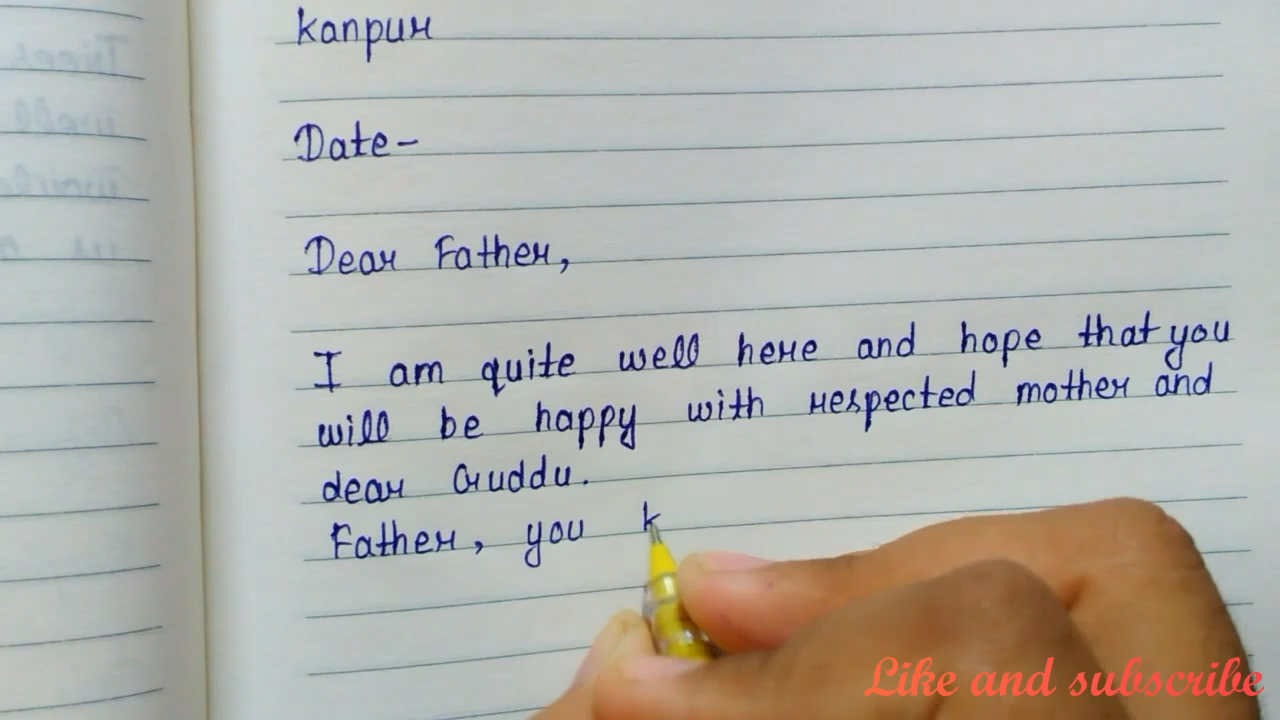 Kanpur
Date-
Dear Father,
I am quite well here and hope that you
will be happy with respected mother and
dear Guddu.
Father, you k
Like and subscribe